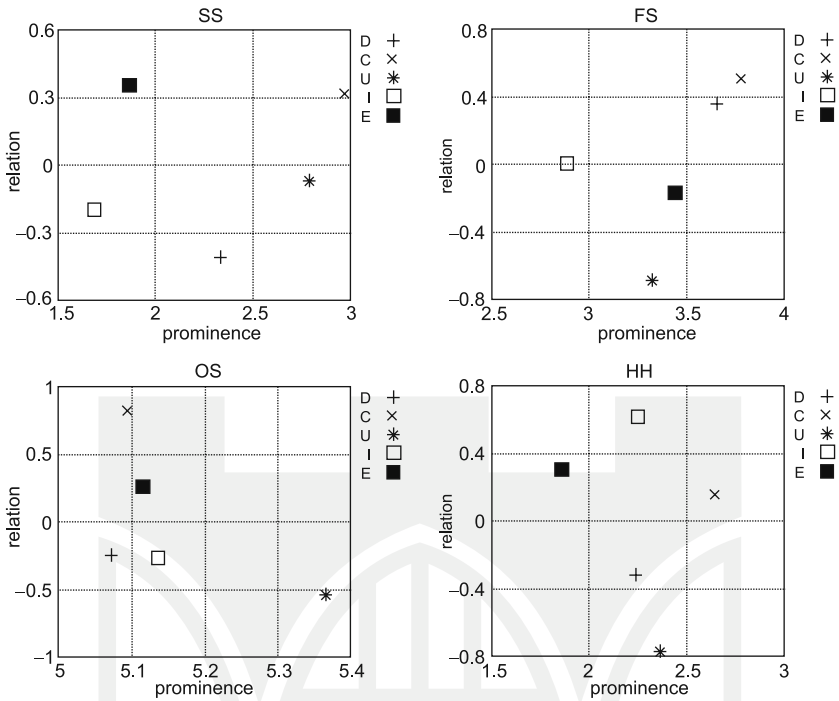 SS
0.6
0.3
0
–0.3
–0.6
relation
1.5
2
2.5
3
prominence
D +
C ×
U ∗
I □
E ■
FS
0.8
0.4
0
–0.4
–0.8
relation
2.5
3
3.5
4
prominence
D +
C ×
U ∗
I □
E ■
OS
1
0.5
0
–0.5
–1
relation
5
5.1
5.2
5.3
5.4
prominence
D +
C ×
U ∗
I □
E ■
HH
0.8
0.4
0
–0.4
–0.8
relation
1.5
2
2.5
3
prominence
D +
C ×
U ∗
I □
E ■